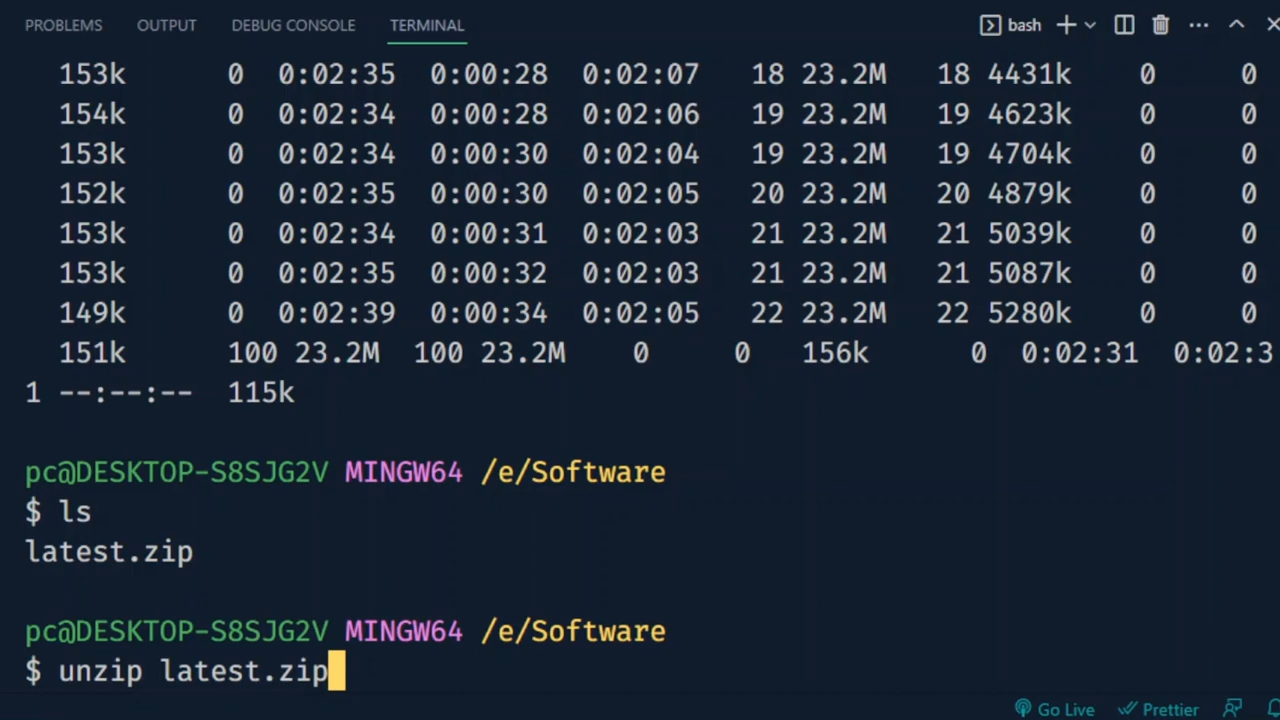 PROBLEMS OUTPUT DEBUG CONSOLE TERMINAL bash
153k 0 0:02:35 0:00:28 0:02:07 18 23.2M 18 4431k 0 0
154k 0 0:02:34 0:00:28 0:02:06 19 23.2M 19 4623k 0 0
153k 0 0:02:34 0:00:30 0:02:04 19 23.2M 19 4704k 0 0
152k 0 0:02:35 0:00:30 0:02:05 20 23.2M 20 4879k 0 0
153k 0 0:02:34 0:00:31 0:02:03 21 23.2M 21 5039k 0 0
153k 0 0:02:35 0:00:32 0:02:03 21 23.2M 21 5087k 0 0
149k 0 0:02:39 0:00:34 0:02:05 22 23.2M 22 5280k 0 0
151k 100 23.2M 100 23.2M 0 0 156k 0 0:02:31 0:02:3
1 --:--:-- 115k
pc@DESKTOP-S8SJG2V MINGW64 /e/Software
$ ls
latest.zip
pc@DESKTOP-S8SJG2V MINGW64 /e/Software
$ unzip latest.zip
Go Live Prettier